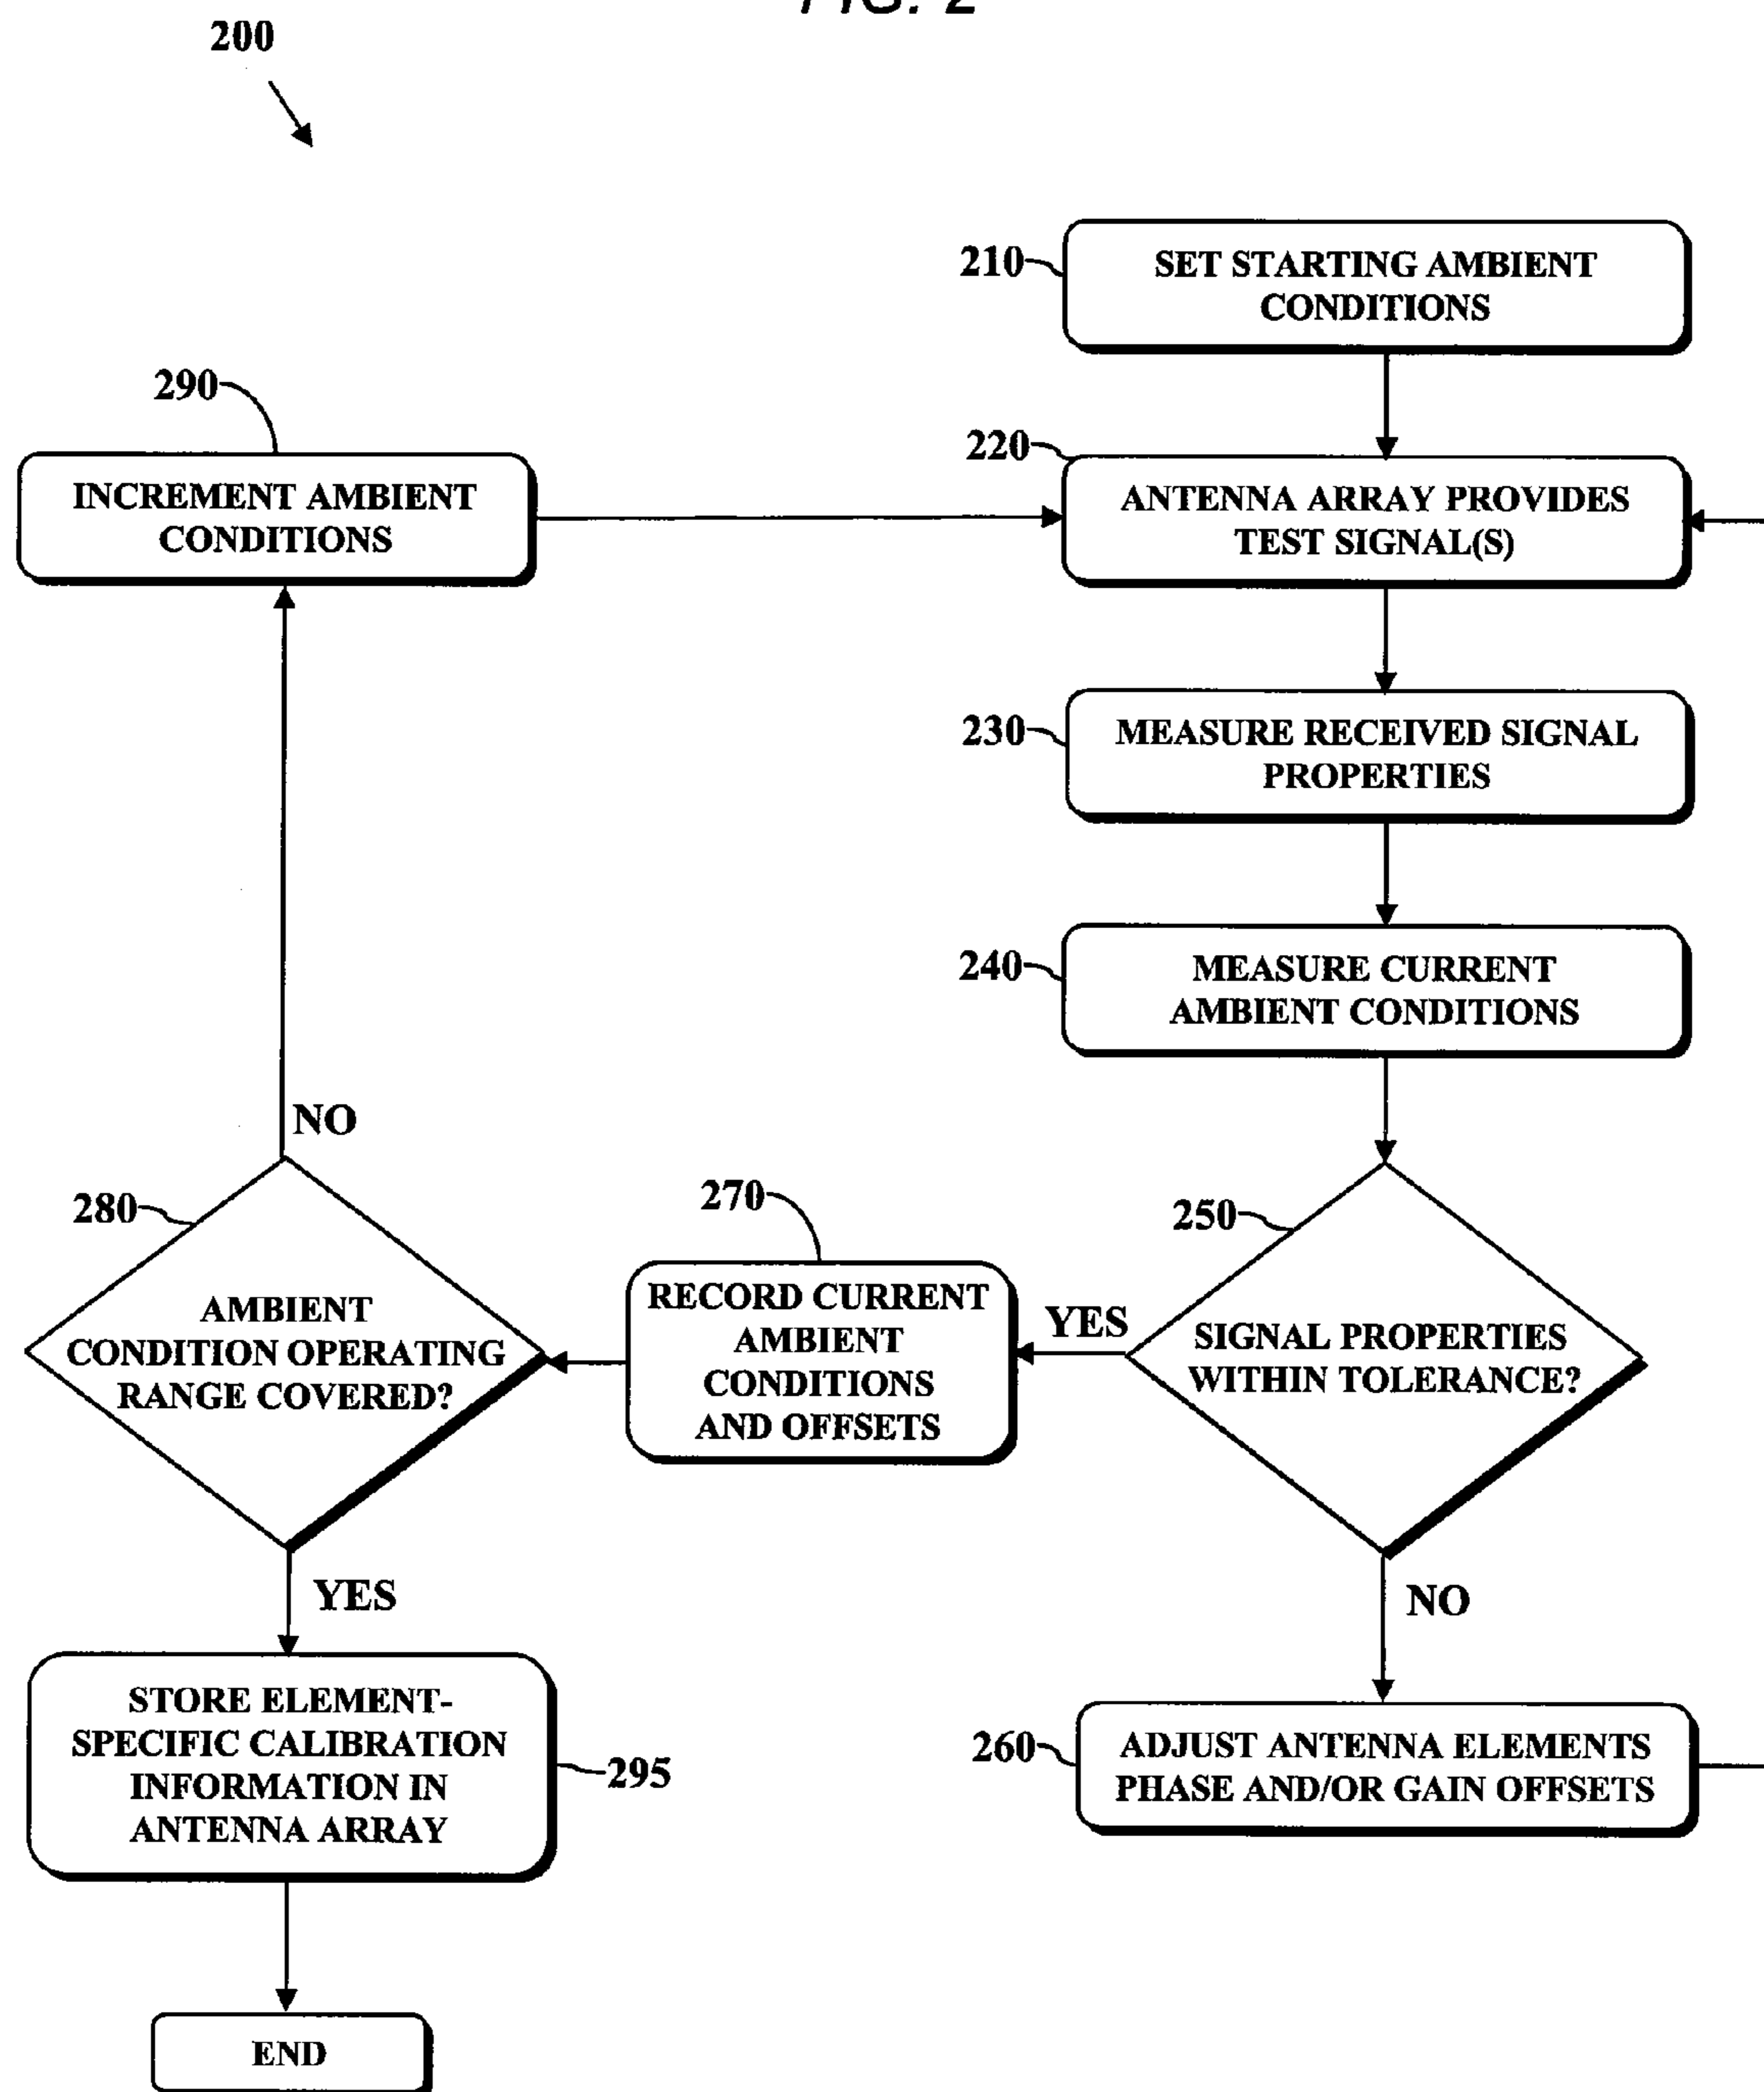 FIG. 2
200
210
SET STARTING AMBIENT
CONDITIONS
290
INCREMENT AMBIENT
CONDITIONS
220
ANTENNA ARRAY PROVIDES
TEST SIGNAL(S)
230
MEASURE RECEIVED SIGNAL
PROPERTIES
240
MEASURE CURRENT
AMBIENT CONDITIONS
NO
280
AMBIENT
CONDITION OPERATING
RANGE COVERED?
270
RECORD CURRENT
AMBIENT
CONDITIONS
AND OFFSETS
YES
250
SIGNAL PROPERTIES
WITHIN TOLERANCE?
YES
NO
STORE ELEMENT-
SPECIFIC CALIBRATION
INFORMATION IN
ANTENNA ARRAY
295
260
ADJUST ANTENNA ELEMENTS
PHASE AND/OR GAIN OFFSETS
END